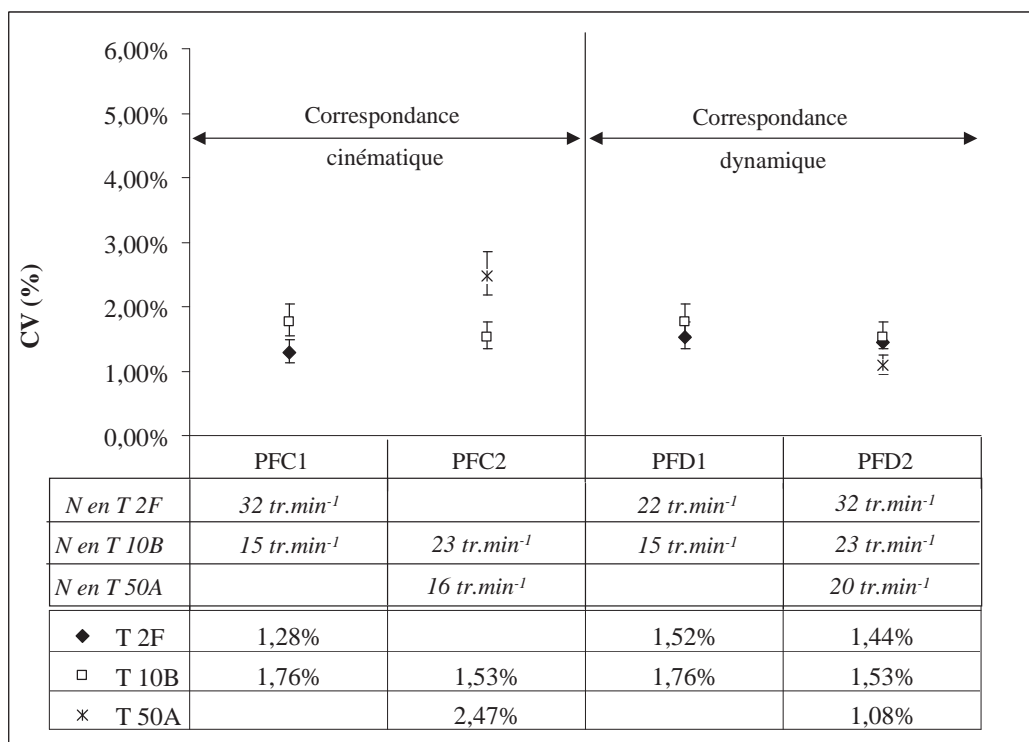 6,00%
5,00%
4,00%
3,00%
2,00%
1,00%
0,00%
CV (%)
Correspondance
cinématique
Correspondance
dynamique
PFC1 PFC2 PFD1 PFD2
N en T 2F 32 tr.min-1 22 tr.min-1 32 tr.min-1
N en T 10B 15 tr.min-1 23 tr.min-1 15 tr.min-1 23 tr.min-1
N en T 50A 16 tr.min-1 20 tr.min-1
T 2F 1,28% 1,52% 1,44%
T 10B 1,76% 1,53% 1,76% 1,53%
T 50A 2,47% 1,08%